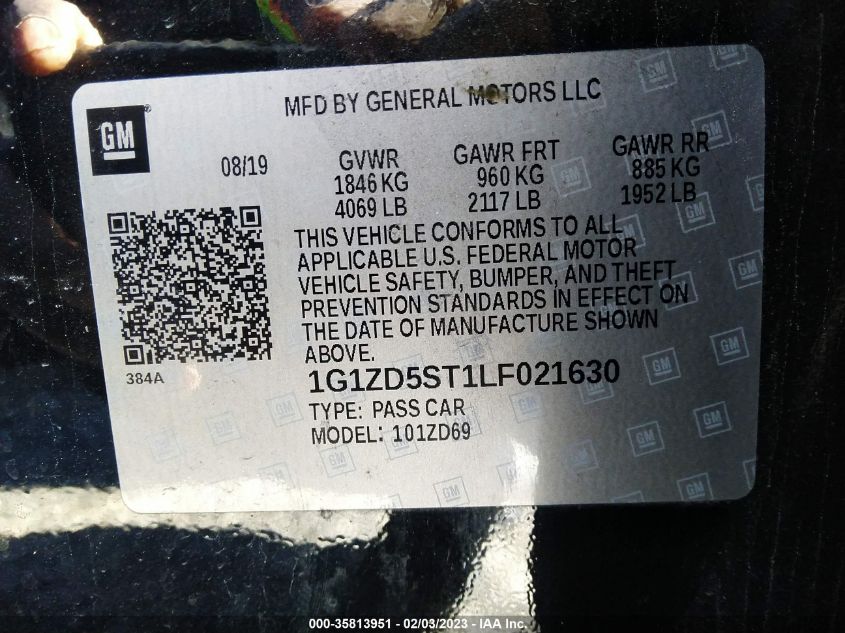 MFD BY GENERAL MOTORS LLC
GM
08/19
GVWR GAWR FRT GAWR RR
1846 KG 960 KG 885 KG
4069 LB 2117 LB 1952 LB
THIS VEHICLE CONFORMS TO ALL
APPLICABLE U.S. FEDERAL MOTOR
VEHICLE SAFETY, BUMPER, AND THEFT
PREVENTION STANDARDS IN EFFECT ON
THE DATE OF MANUFACTURE SHOWN
ABOVE.
384A
1G1ZD5ST1LF021630
TYPE: PASS CAR
MODEL: 101ZD69
000-35813951 - 02/03/2023 - © IAA Inc.